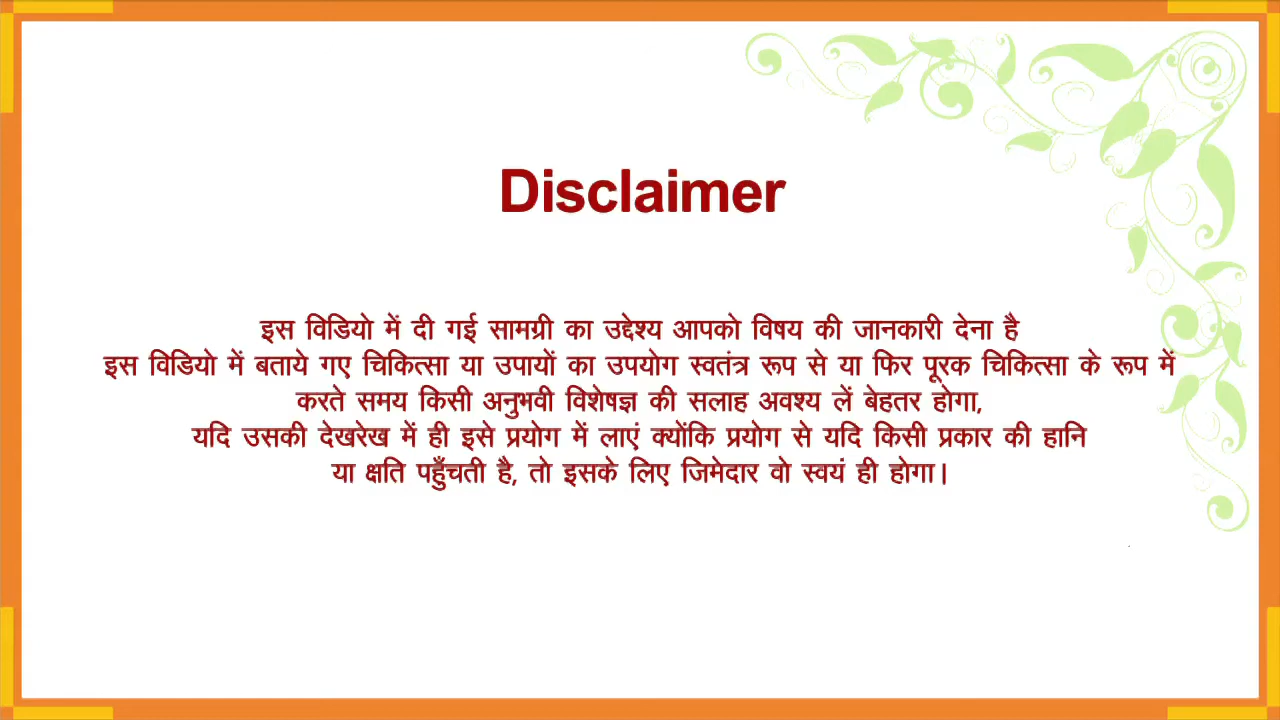 Disclaimer
इस विडियो में दी गई सामग्री का उद्देश्य आपको विषय की जानकारी देना है
इस विडियो में बताये गए चिकित्सा या उपायों का उपयोग स्वतंत्र रूप से या फिर पूरक चिकित्सा के रूप में
करते समय किसी अनुभवी विशेषज्ञ की सलाह अवश्य लें बेहतर होगा,
यदि उसकी देखरेख में ही इसे प्रयोग में लाएं क्योंकि प्रयोग से यदि किसी प्रकार की हानि
या क्षति पहुँचती है, तो इसके लिए जिमेदार वो स्वयं ही होगा।